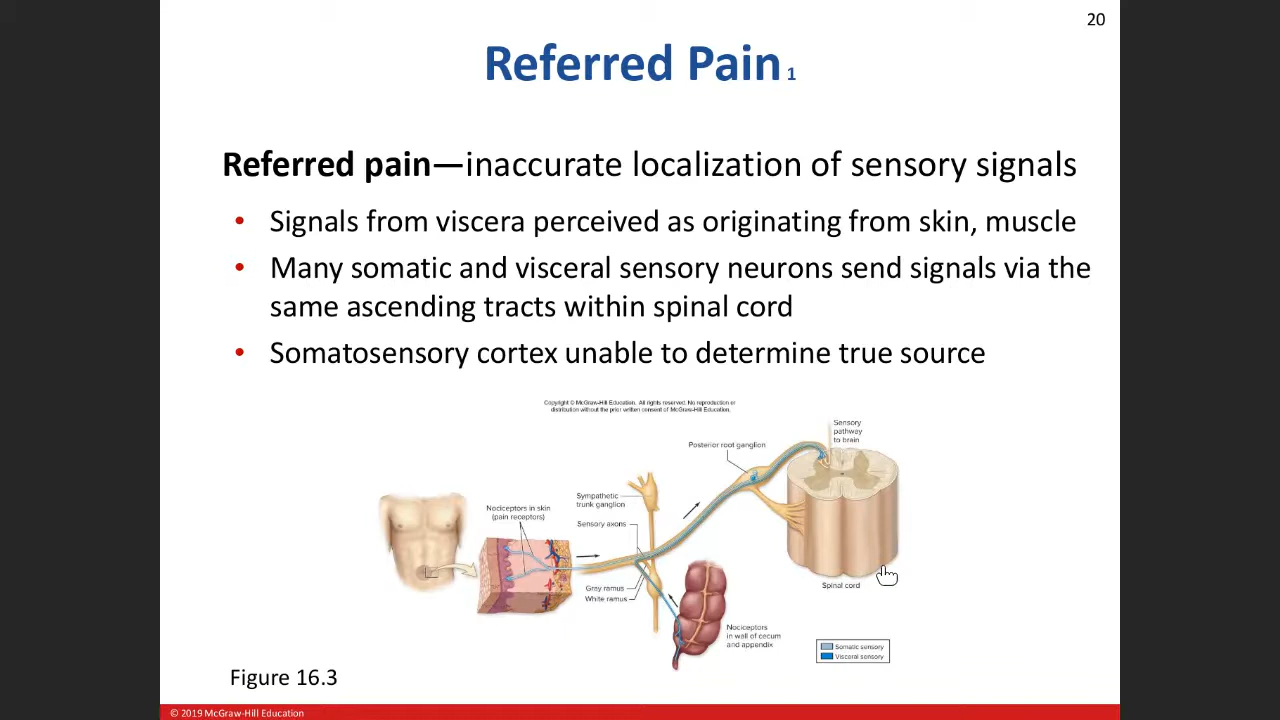 20
Referred Pain 1
Referred pain—inaccurate localization of sensory signals
• Signals from viscera perceived as originating from skin, muscle
• Many somatic and visceral sensory neurons send signals via the
same ascending tracts within spinal cord
• Somatosensory cortex unable to determine true source
Copyright © McGraw-Hill Education. All rights reserved. No reproduction or
distribution without the prior written consent of McGraw-Hill Education.
Sensory
pathway
to brain
Posterior root ganglion
Sympathetic
trunk ganglion
Nociceptors in skin
(pain receptors)
Sensory axons
Gray ramus
White ramus
Spinal cord
Nociceptors
in wall of cecum
and appendix
Somatic sensory
Visceral sensory
Figure 16.3
© 2019 McGraw-Hill Education